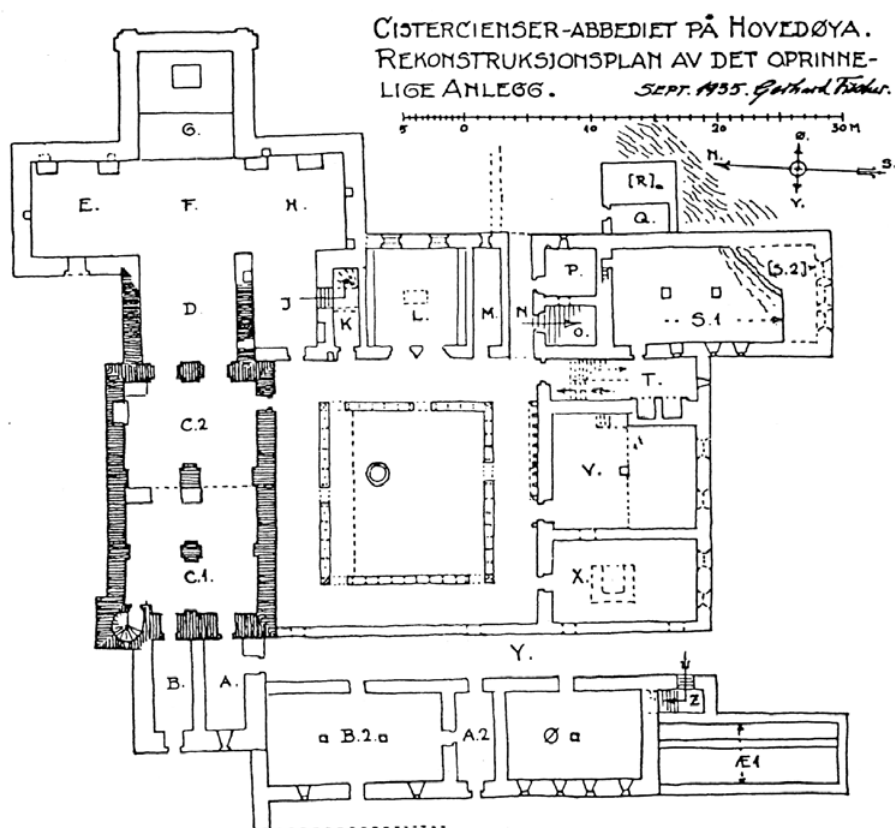 CISTERCIENSER-ABBEDIET PÅ HOVEDØYA.
REKONSTRUKSJONSPLAN AV DET OPRINNE-
LIGE ANLEGG. SEPT. 1935. Gerhard Fischer.
5 0 10 20 30 M
N. Ø. S. V.
G.
[R]
E. F. H. Q.
P. [S.2]
D. J K L. M. N O. S.1
T.
C.2
V.
C.1. X.
Y.
B. A. Z
B.2. A.2 Ø Æ1